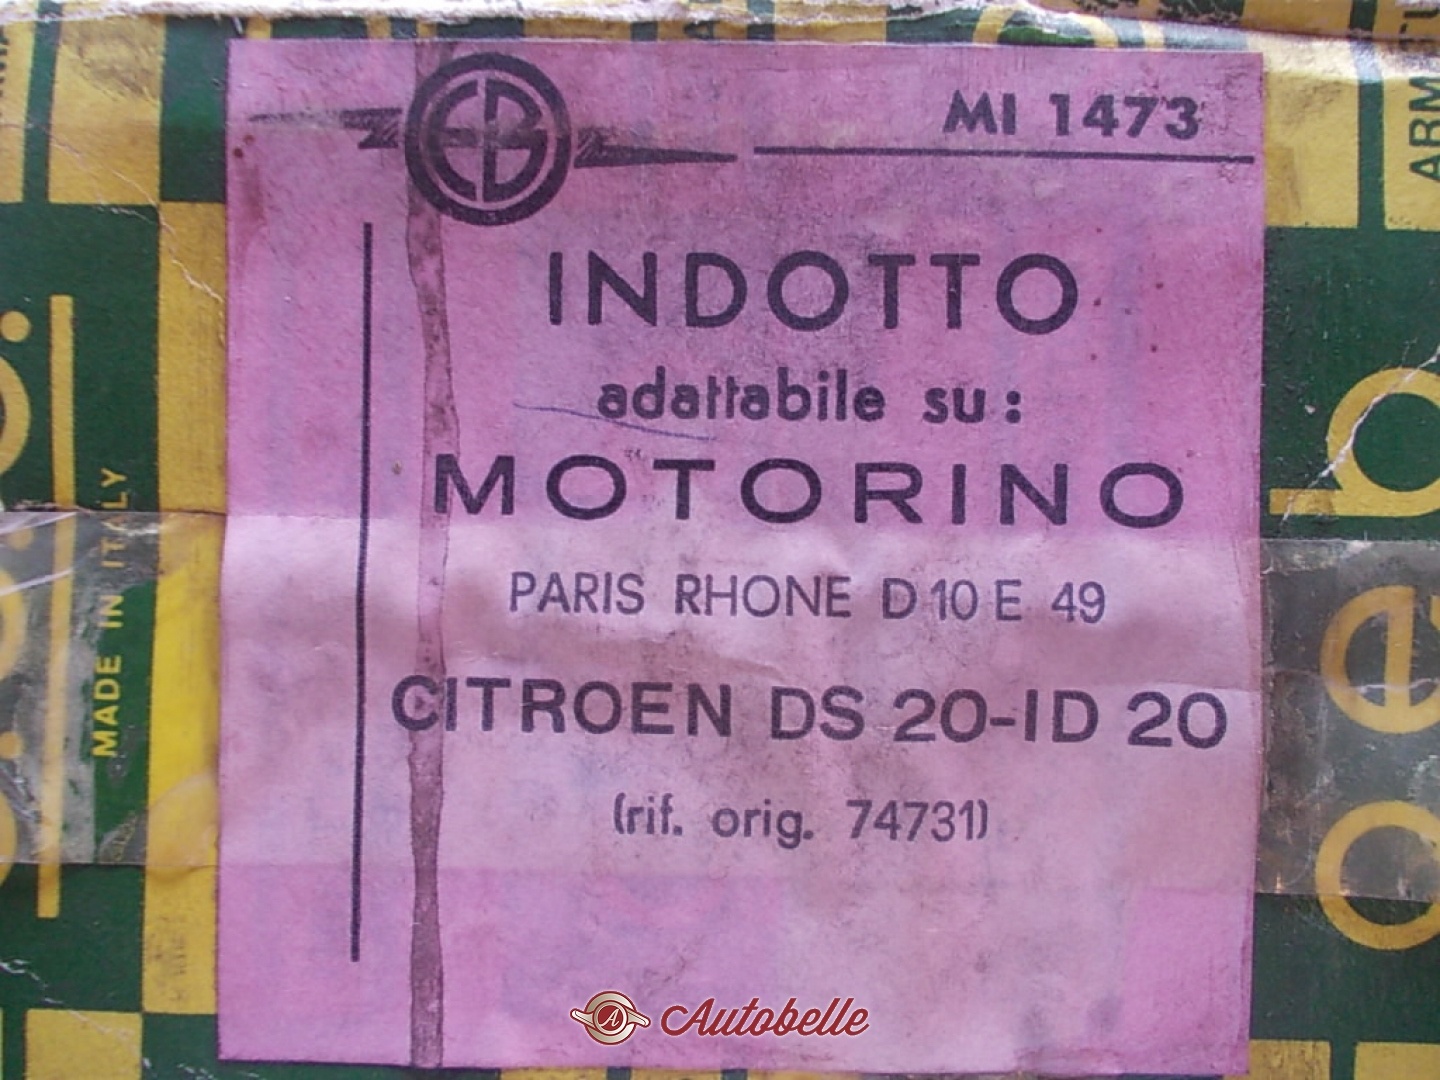 EB
MI 1473
INDOTTO
adattabile su:
MOTORINO
PARIS RHONE D 10 E 49
CITROEN DS 20-ID 20
(rif. orig. 74731)
MADE IN ITALY
Autobelle